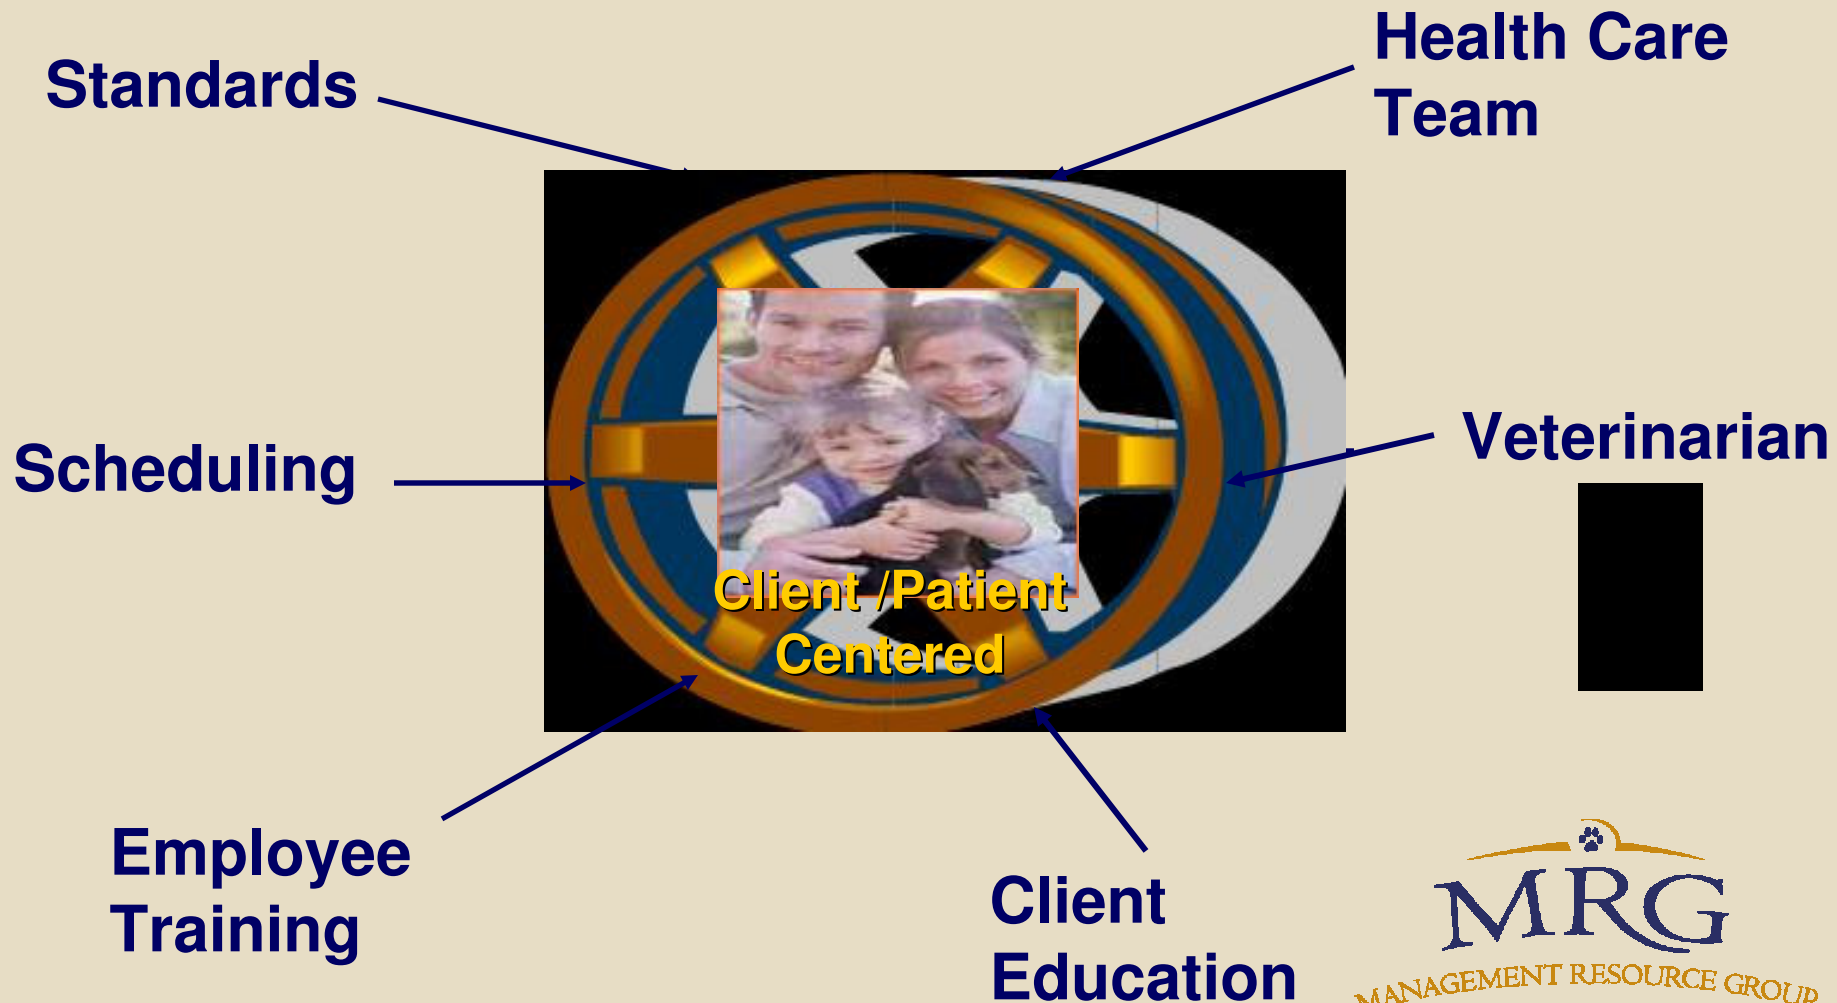 Standards
Health Care
Team
Scheduling
Veterinarian
Client /Patient
Centered
Employee
Training
Client
Education
MRG
MANAGEMENT RESOURCE GROUP